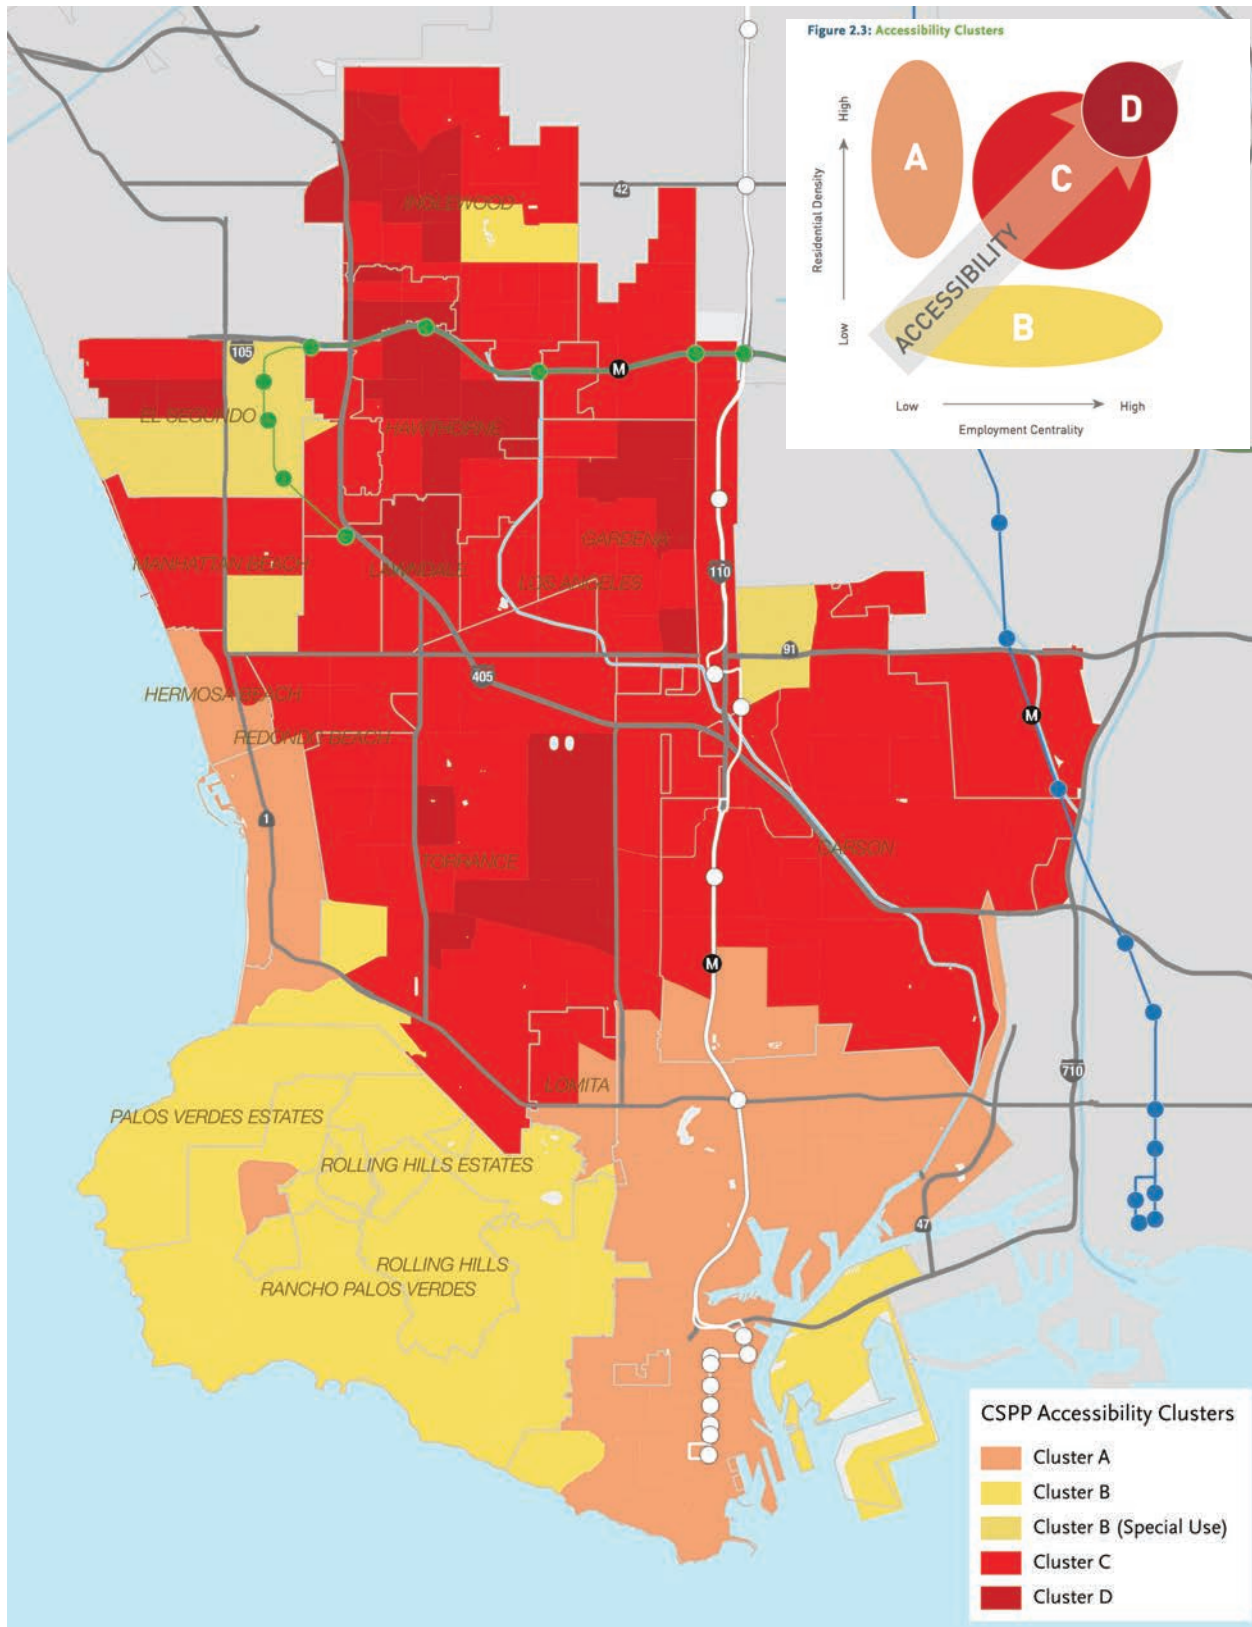 Figure 2.3: Accessibility Clusters
High
Residential Density
Low
A
B
C
D
ACCESSIBILITY
Low
High
Employment Centrality
42
INGLEWOOD
105
M
EL SEGUNDO
HAWTHORNE
MANHATTAN BEACH
LAWNDALE
GARDENA
LOS ANGELES
110
91
405
HERMOSA BEACH
REDONDO BEACH
M
1
TORRANCE
CARSON
M
710
LOMITA
PALOS VERDES ESTATES
ROLLING HILLS ESTATES
47
ROLLING HILLS
RANCHO PALOS VERDES
CSPP Accessibility Clusters
Cluster A
Cluster B
Cluster B (Special Use)
Cluster C
Cluster D